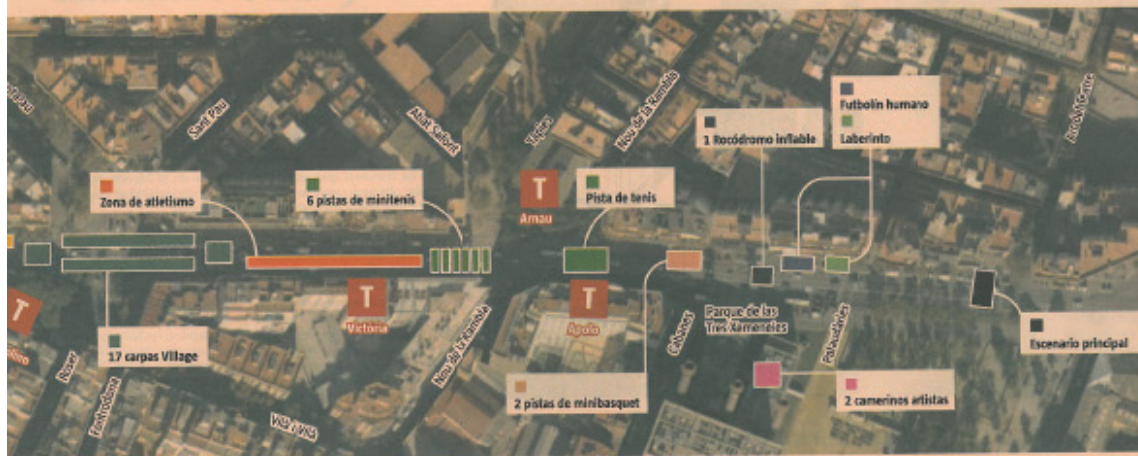 Sant Pau
Abat Safont
Tàpies
Nou de la Rambla
Zona de atletismo
6 pistas de minitenis
T
Arnau
Pista de tenis
1 Rocódromo inflable
Futbolín humano
Laberinto
T
T
Victòria
T
Apolo
17 carpas Village
Roser
Fontrodona
Vila i Vilà
Nou de la Rambla
2 pistas de minibasquet
Cabanes
Parque de las
Tres Xemeneies
Palaudàries
2 camerinos artistas
Escenario principal